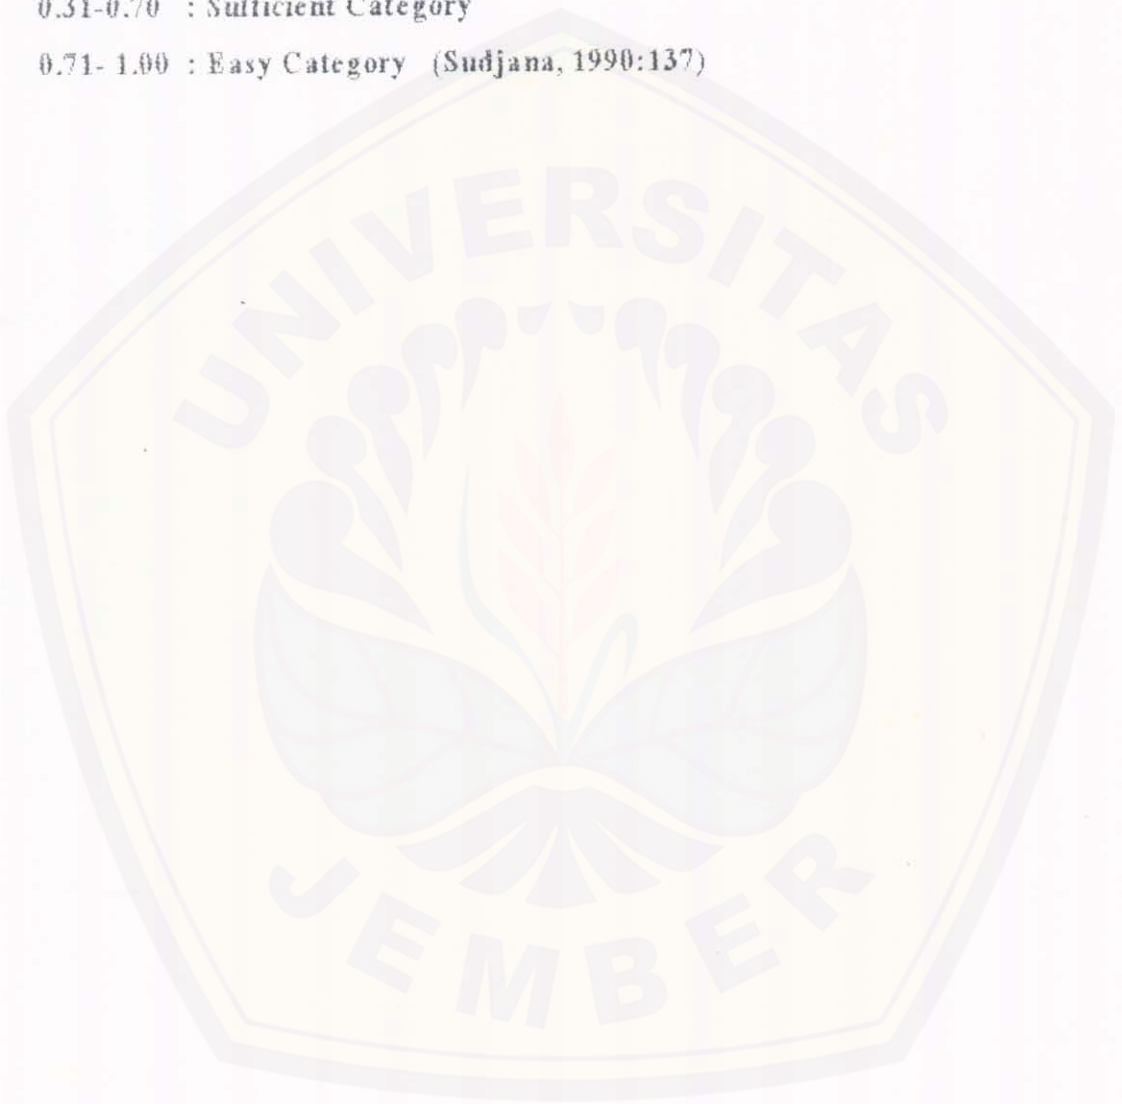 0.31-0.70 : Sufficient Category
0.71- 1.00 : Easy Category (Sudjana, 1990:137)
UNIVERSITAS
JEMBER